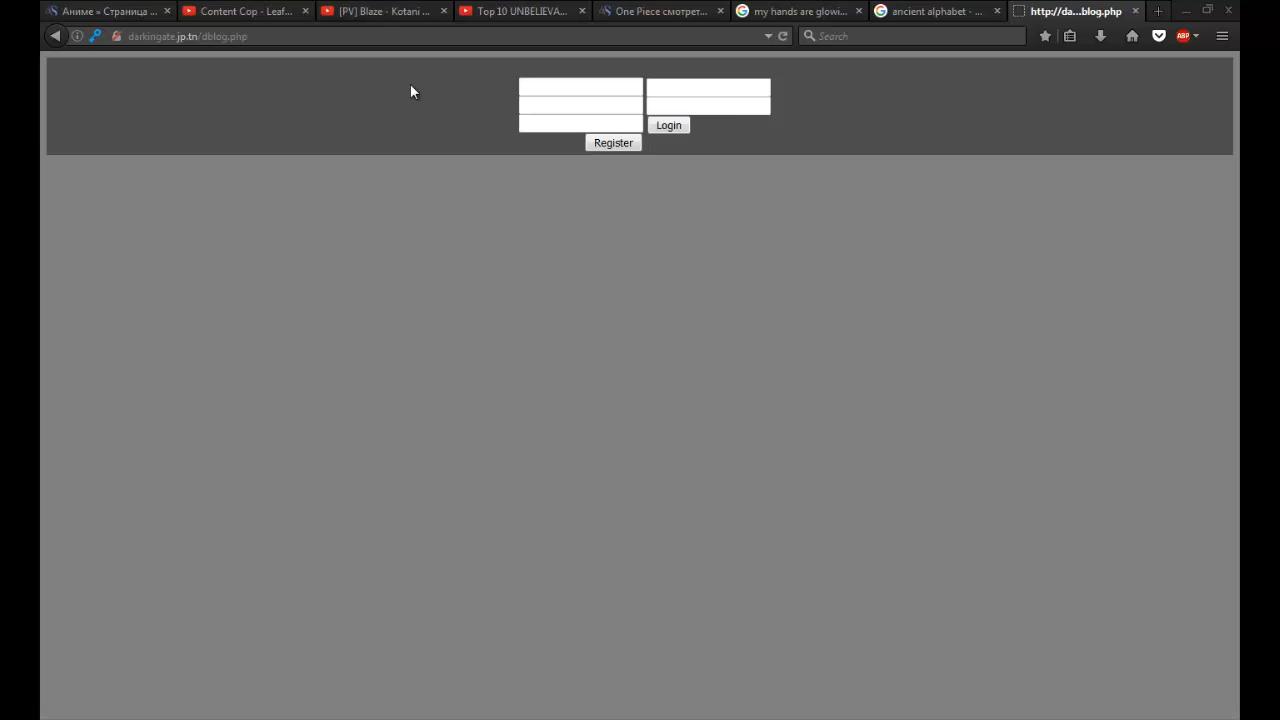 Аниме » Страница ...
Content Cop - Leaf...
[PV] Blaze - Kotani ...
Top 10 UNBELIEVA...
One Piece смотрет...
my hands are glowi...
ancient alphabet - ...
http://da...blog.php
darkingate.jp.tn/dblog.php
Search
ABP
Login
Register